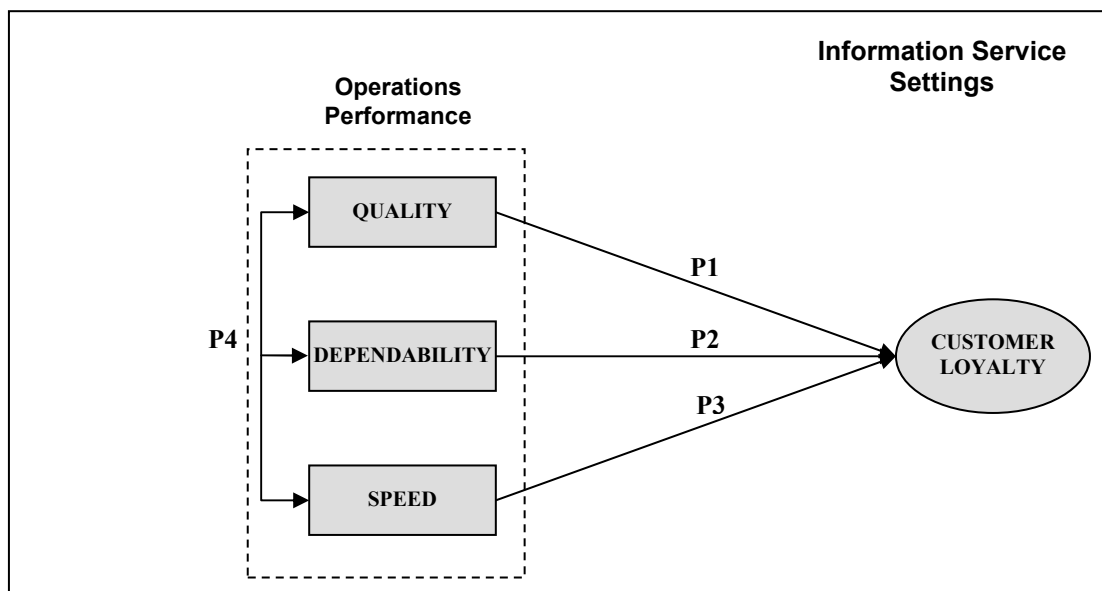 Information Service
Settings
Operations
Performance
QUALITY
P1
P4
DEPENDABILITY
P2
CUSTOMER
LOYALTY
P3
SPEED